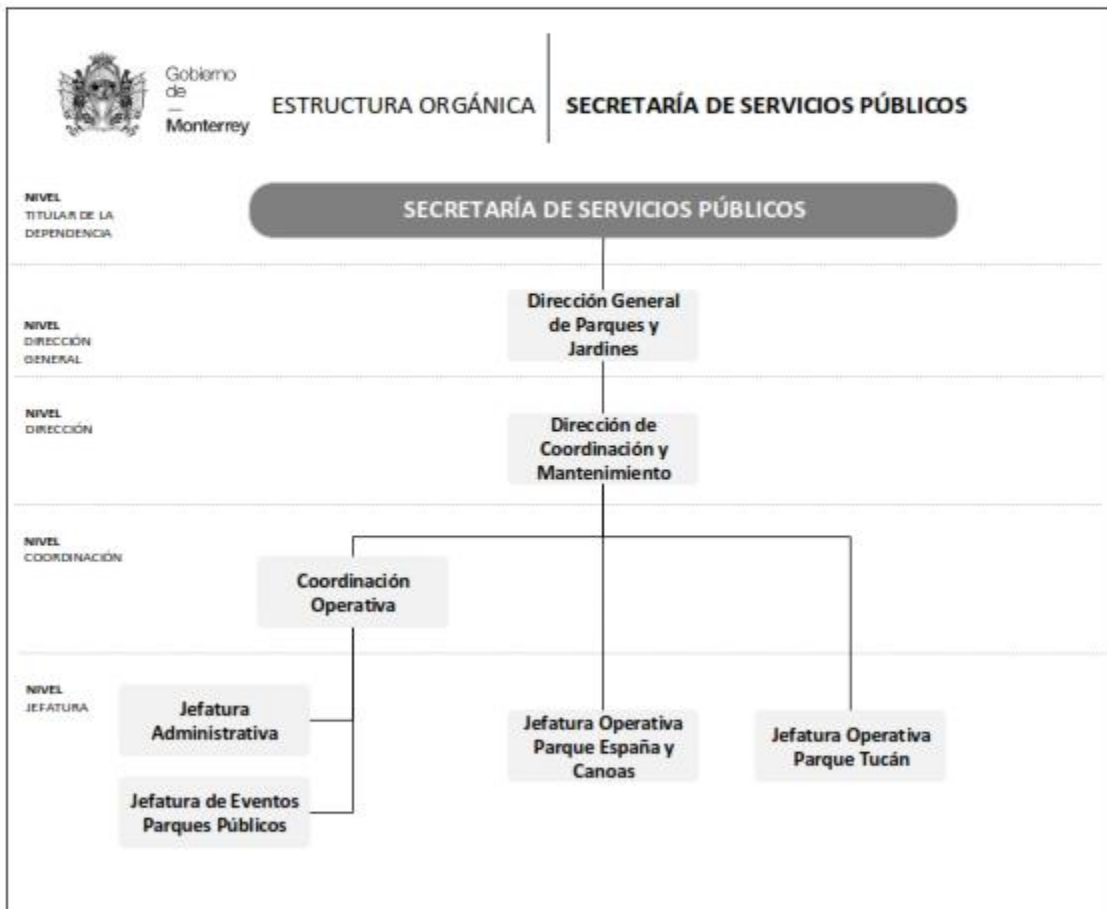 Gobierno
de
—
Monterrey
ESTRUCTURA ORGÁNICA
SECRETARÍA DE SERVICIOS PÚBLICOS
NIVEL
TITULAR DE LA
DEPENDENCIA
SECRETARÍA DE SERVICIOS PÚBLICOS
NIVEL
DIRECCIÓN
GENERAL
Dirección General
de Parques y
Jardines
NIVEL
DIRECCIÓN
Dirección de
Coordinación y
Mantenimiento
NIVEL
COORDINACIÓN
Coordinación
Operativa
NIVEL
JEFATURA
Jefatura
Administrativa
Jefatura Operativa
Parque España y
Canoas
Jefatura Operativa
Parque Tucán
Jefatura de Eventos
Parques Públicos